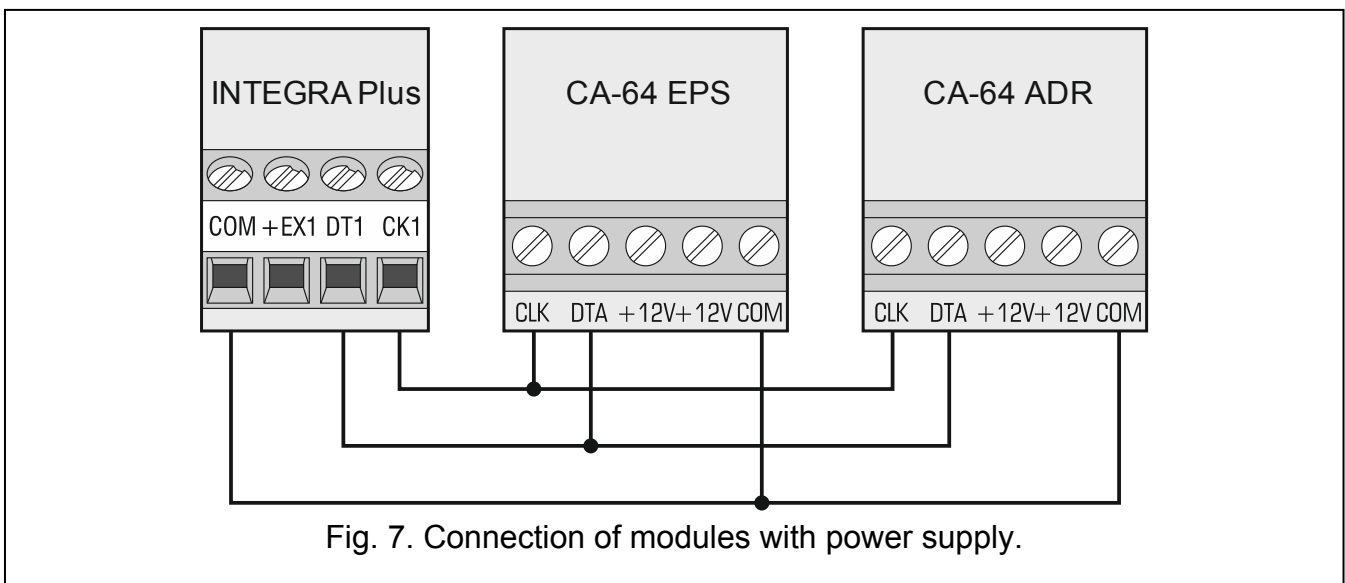 INTEGRA Plus
CA-64 EPS
CA-64 ADR
COM +EX1 DT1 CK1
CLK DTA +12V+12V COM
CLK DTA +12V+12V COM
Fig. 7. Connection of modules with power supply.